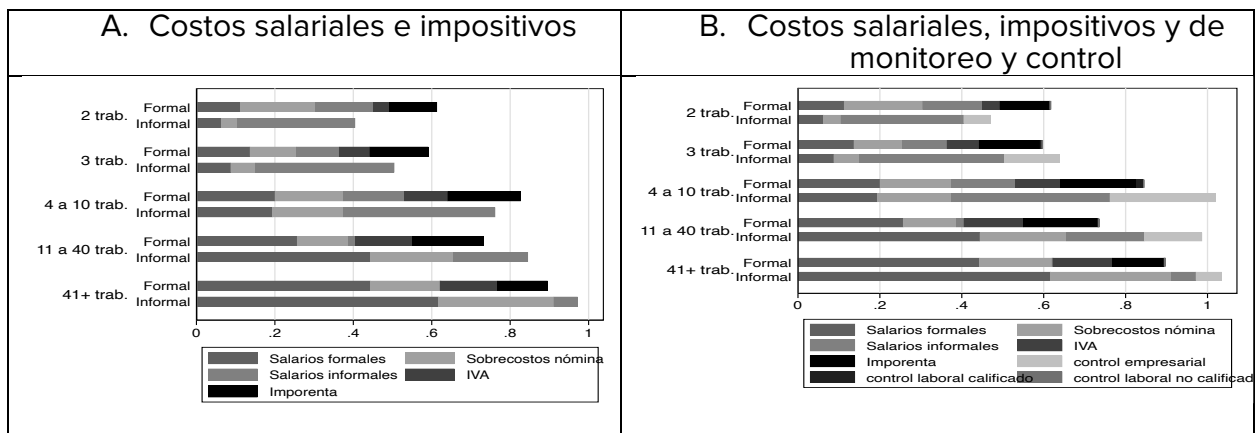 A. Costos salariales e impositivos
2 trab. Formal
Informal
3 trab. Formal
Informal
4 a 10 trab. Formal
Informal
11 a 40 trab. Formal
Informal
41+ trab. Formal
Informal
0 .2 .4 .6 .8 1
Salarios formales Sobrecostos nómina
Salarios informales IVA
Imporenta
B. Costos salariales, impositivos y de
monitoreo y control
2 trab. Formal
Informal
3 trab. Formal
Informal
4 a 10 trab. Formal
Informal
11 a 40 trab. Formal
Informal
41+ trab. Formal
Informal
0 .2 .4 .6 .8 1
Salarios formales Sobrecostos nómina
Salarios informales IVA
Imporenta control empresarial
control laboral calificado control laboral no calificad